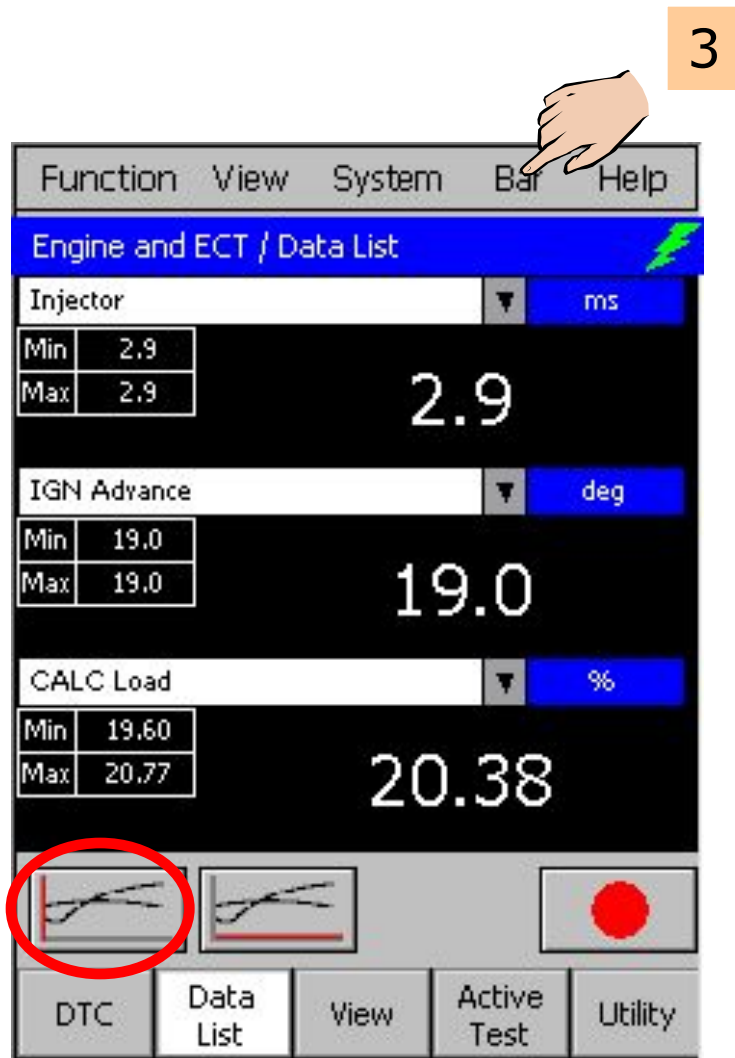 3
Function View System Bar Help
Engine and ECT / Data List
Injector ms
Min 2.9
Max 2.9
2.9
IGN Advance deg
Min 19.0
Max 19.0
19.0
CALC Load %
Min 19.60
Max 20.77
20.38
DTC Data List View Active Test Utility